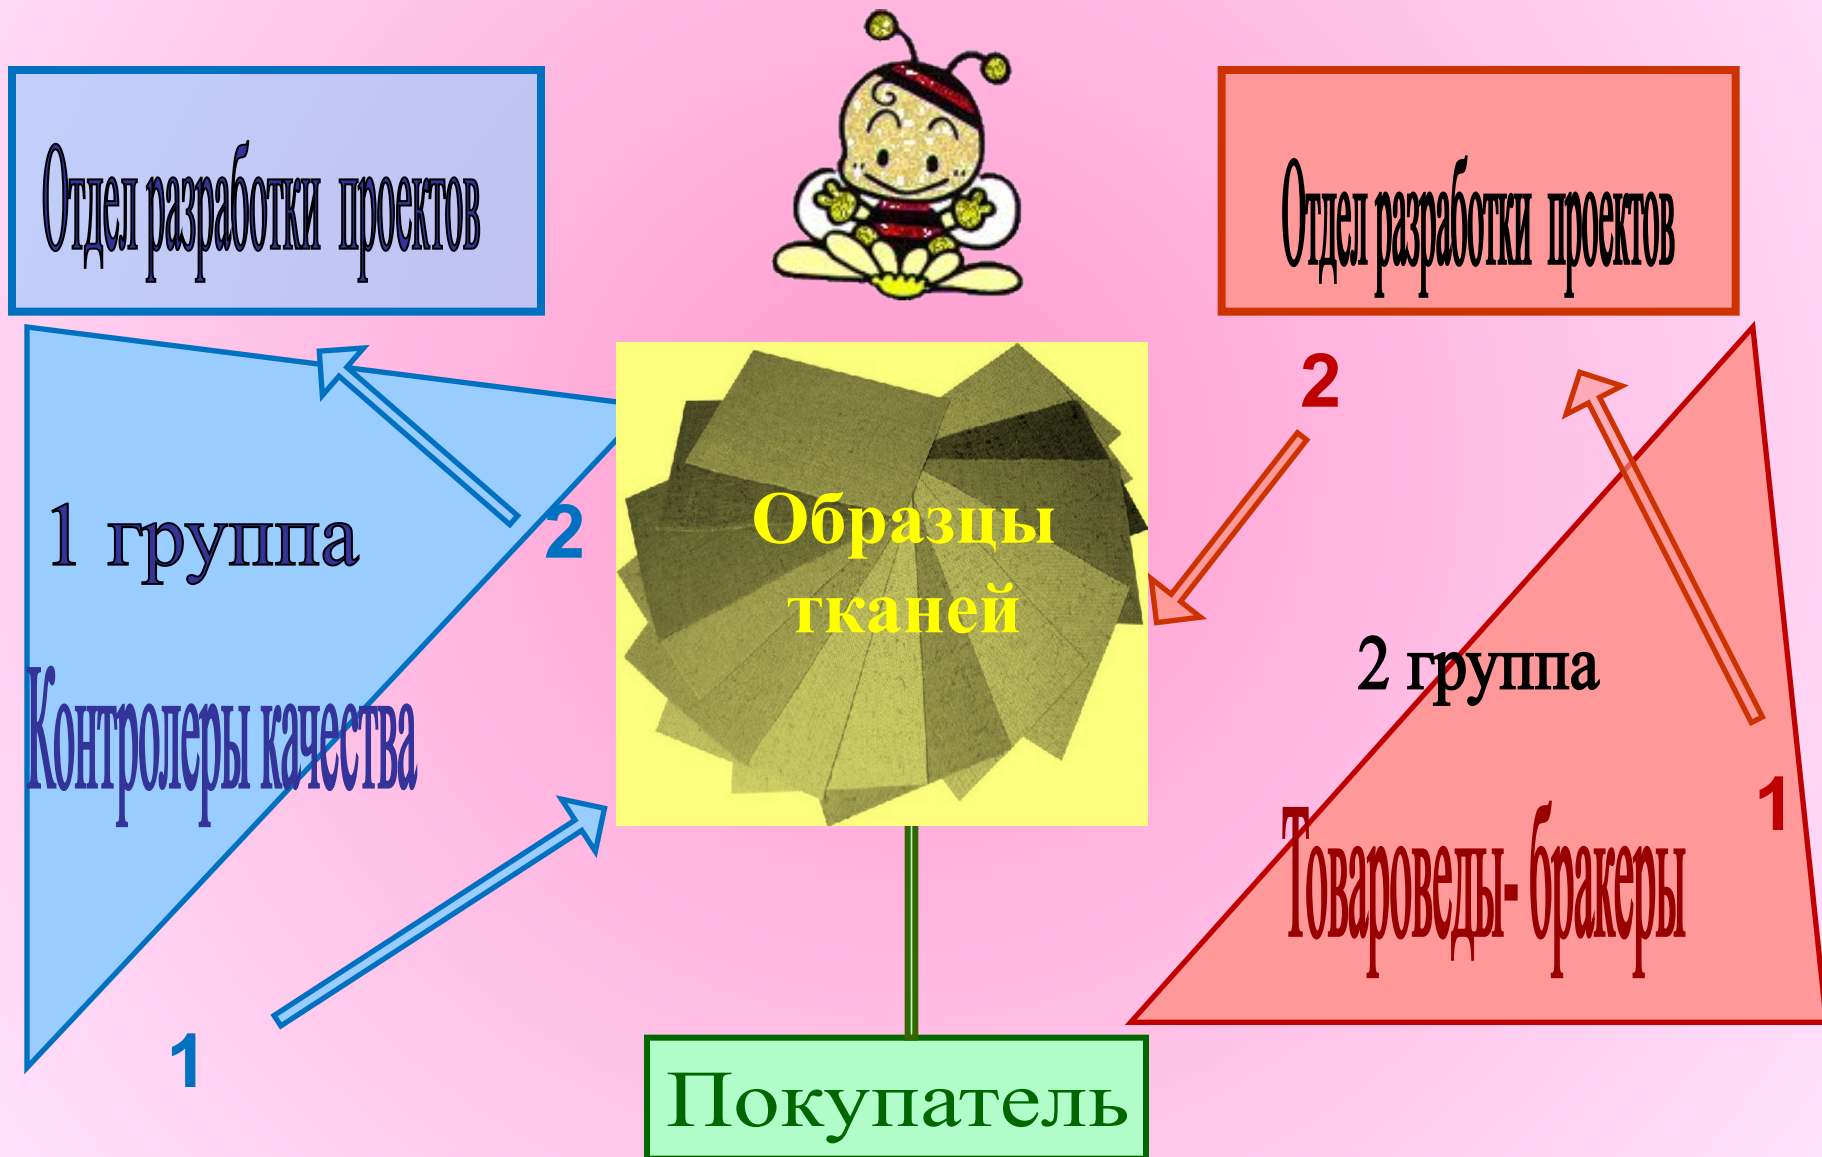 Отдел разработки проектов
Отдел разработки проектов
2
1 группа
2
Образцы
тканей
2 группа
Контролеры качества
1
Товароведы- бракеры
1
Покупатель